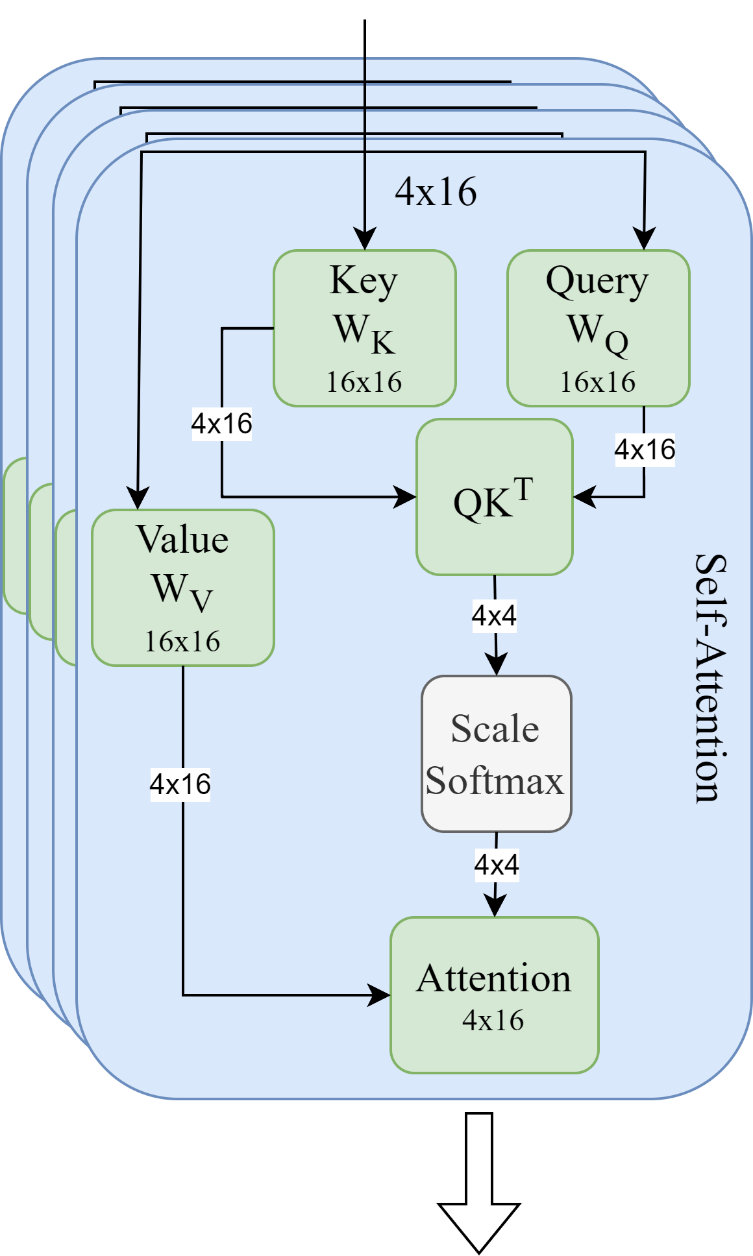 4x16
Key
W_K
16x16
Query
W_Q
16x16
4x16
4x16
QK^T
Value
W_V
16x16
4x4
Self-Attention
Scale
Softmax
4x16
4x4
Attention
4x16